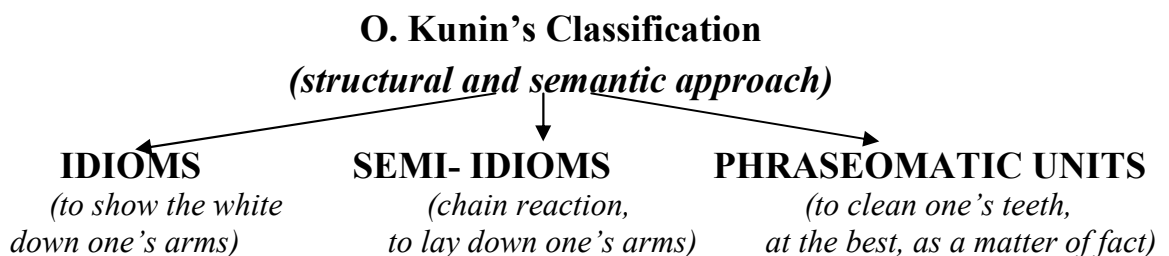 O. Kunin’s Classification
(structural and semantic approach)
IDIOMS SEMI- IDIOMS PHRASEOMATIC UNITS
(to show the white (chain reaction, (to clean one’s teeth,
down one’s arms) to lay down one’s arms) at the best, as a matter of fact)